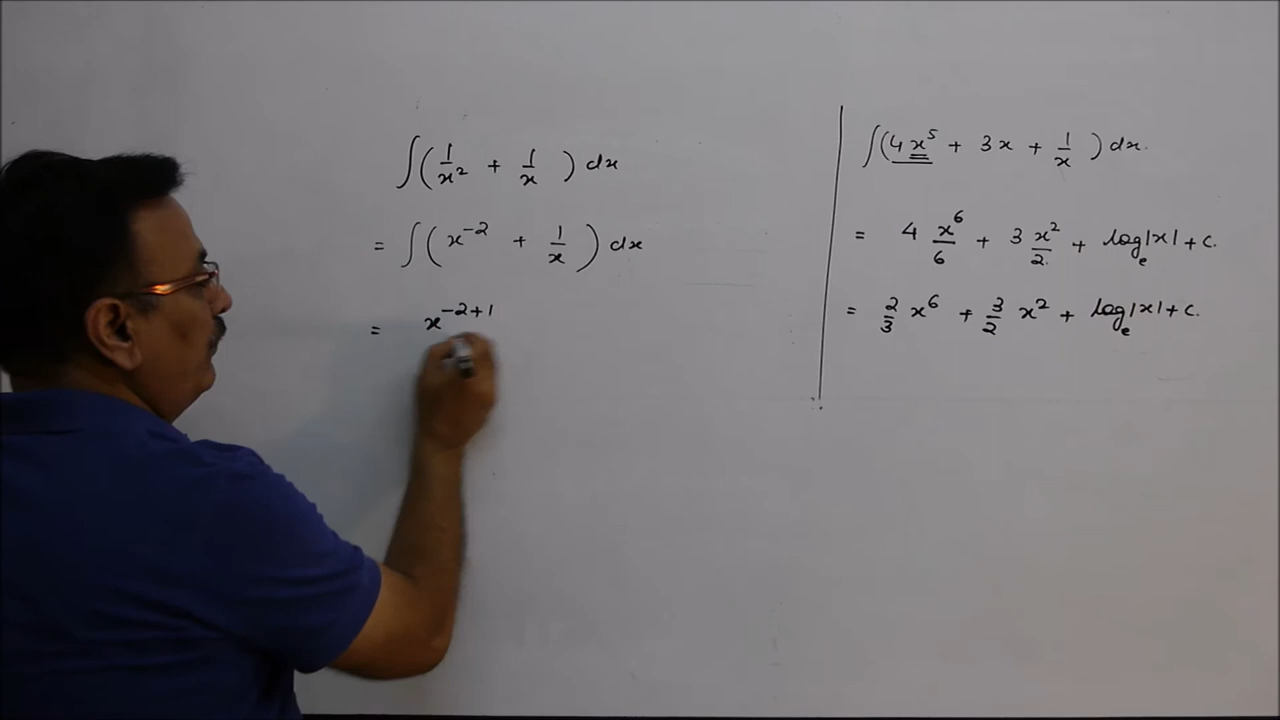 ∫(1/x² + 1/x) dx
= ∫(x⁻² + 1/x) dx
= x⁻²⁺¹
∫(4x⁵ + 3x + 1/x) dx.
= 4 x⁶/6 + 3 x²/2. + logₑ|x| + c.
= 2/3 x⁶ + 3/2 x² + logₑ|x| + c.